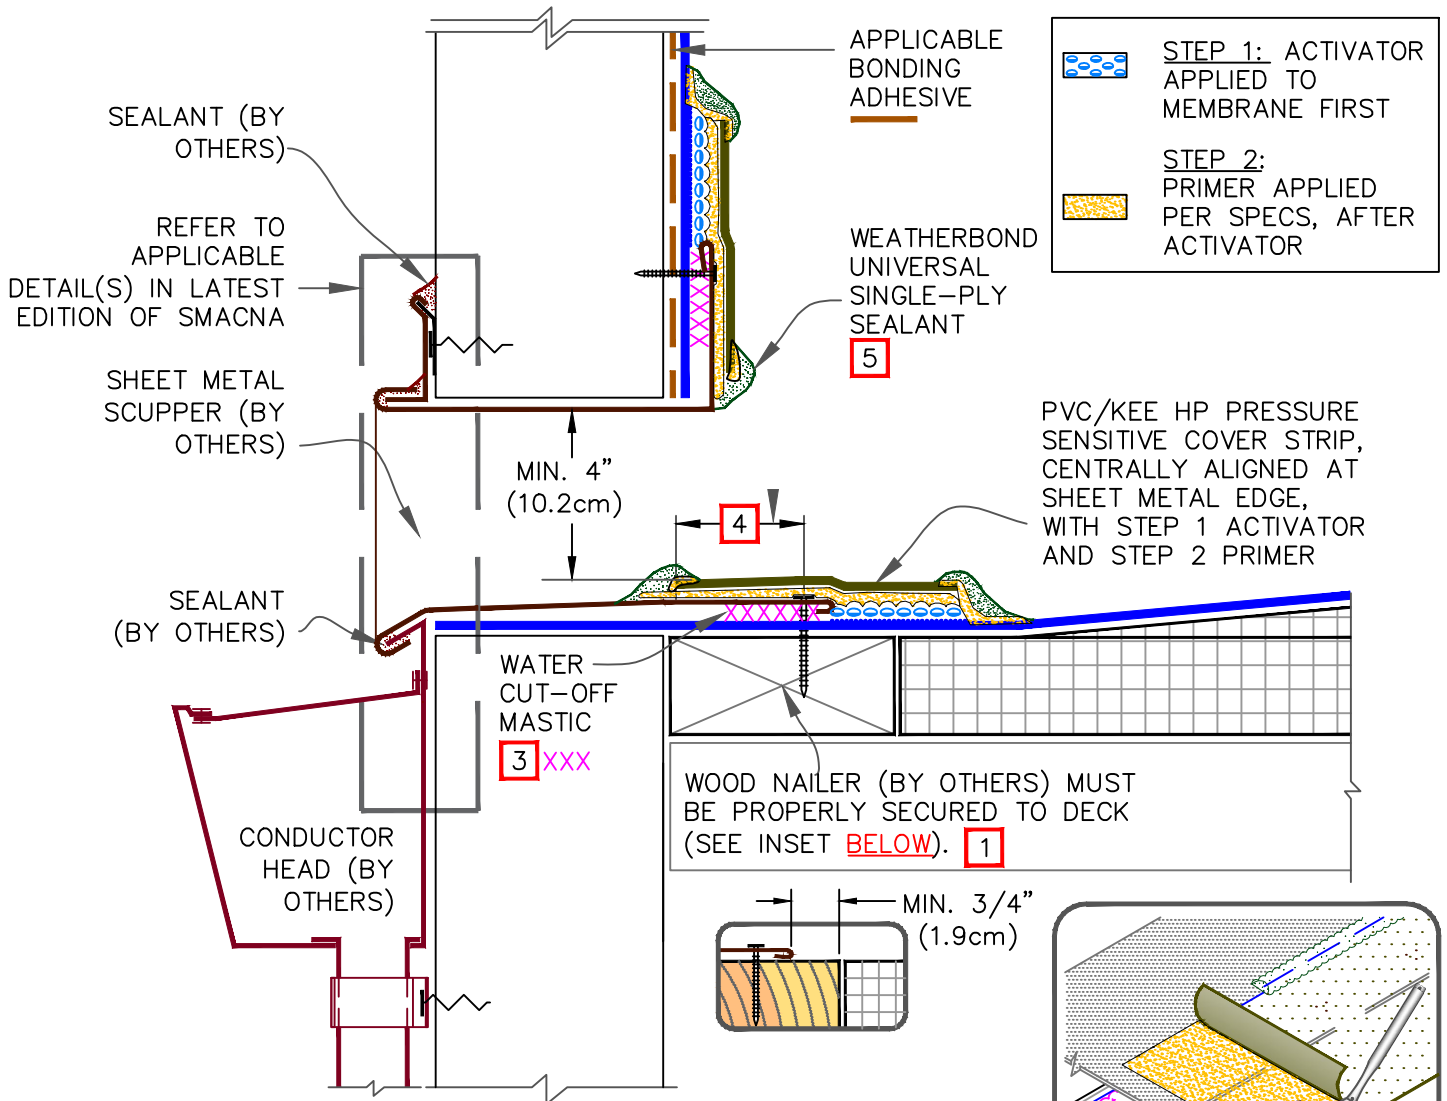 APPLICABLE
BONDING
ADHESIVE
STEP 1: ACTIVATOR
APPLIED TO
MEMBRANE FIRST
STEP 2:
PRIMER APPLIED
PER SPECS, AFTER
ACTIVATOR
SEALANT (BY
OTHERS)
REFER TO
APPLICABLE
DETAIL(S) IN LATEST
EDITION OF SMACNA
SHEET METAL
SCUPPER (BY
OTHERS)
WEATHERBOND
UNIVERSAL
SINGLE-PLY
SEALANT
5
PVC/KEE HP PRESSURE
SENSITIVE COVER STRIP,
CENTRALLY ALIGNED AT
SHEET METAL EDGE,
WITH STEP 1 ACTIVATOR
AND STEP 2 PRIMER
MIN. 4”
(10.2cm)
4
SEALANT
(BY OTHERS)
WATER
CUT-OFF
MASTIC
3 XXX
WOOD NAILER (BY OTHERS) MUST
BE PROPERLY SECURED TO DECK
(SEE INSET BELOW). 1
CONDUCTOR
HEAD (BY
OTHERS)
MIN. 3/4”
(1.9cm)